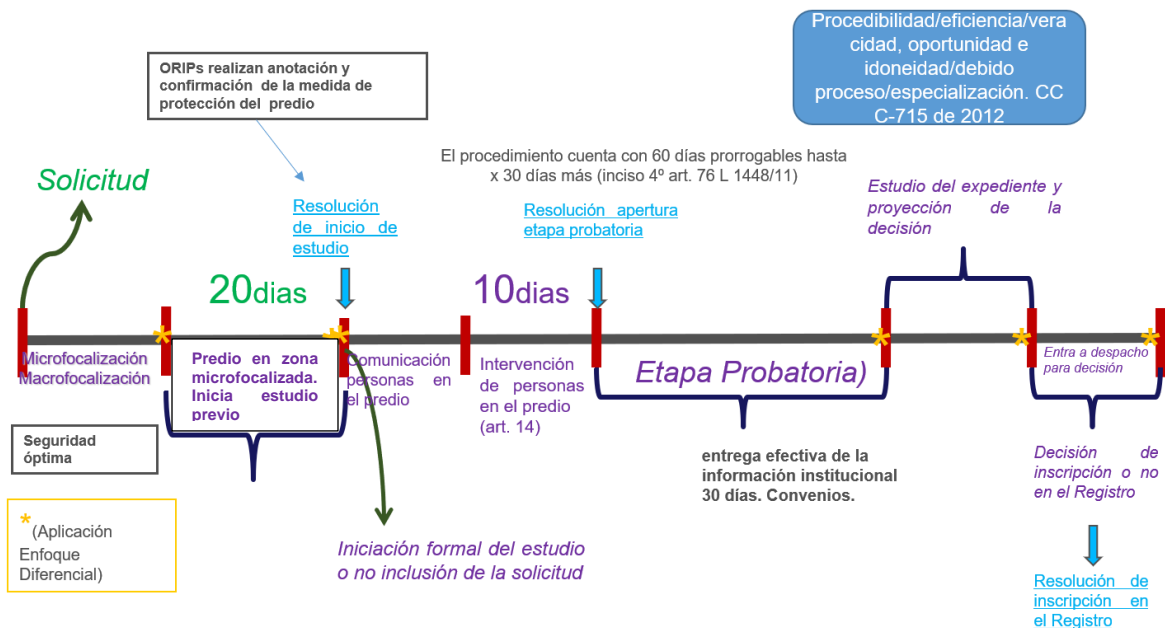 Procedibilidad/eficiencia/vera
cidad, oportunidad e
idoneidad/debido
proceso/especialización. CC
C-715 de 2012
ORIPs realizan anotación y
confirmación de la medida de
protección del predio
El procedimiento cuenta con 60 días prorrogables hasta
x 30 días más (inciso 4º art. 76 L 1448/11)
Solicitud
Resolución
de inicio de
estudio
Resolución apertura
etapa probatoria
Estudio del expediente y
proyección de la
decisión
20dias
10dias
Microfocalización
Macrofocalización
Predio en zona
microfocalizada.
Inicia estudio
previo
Comunicación
personas en
el predio
Intervención
de personas
en el predio
(art. 14)
Etapa Probatoria)
Entra a despacho
para decisión
Seguridad
óptima
entrega efectiva de la
información institucional
30 días. Convenios.
Decisión de
inscripción o no
en el Registro
*(Aplicación
Enfoque
Diferencial)
Iniciación formal del estudio
o no inclusión de la solicitud
Resolución de
inscripción en
el Registro